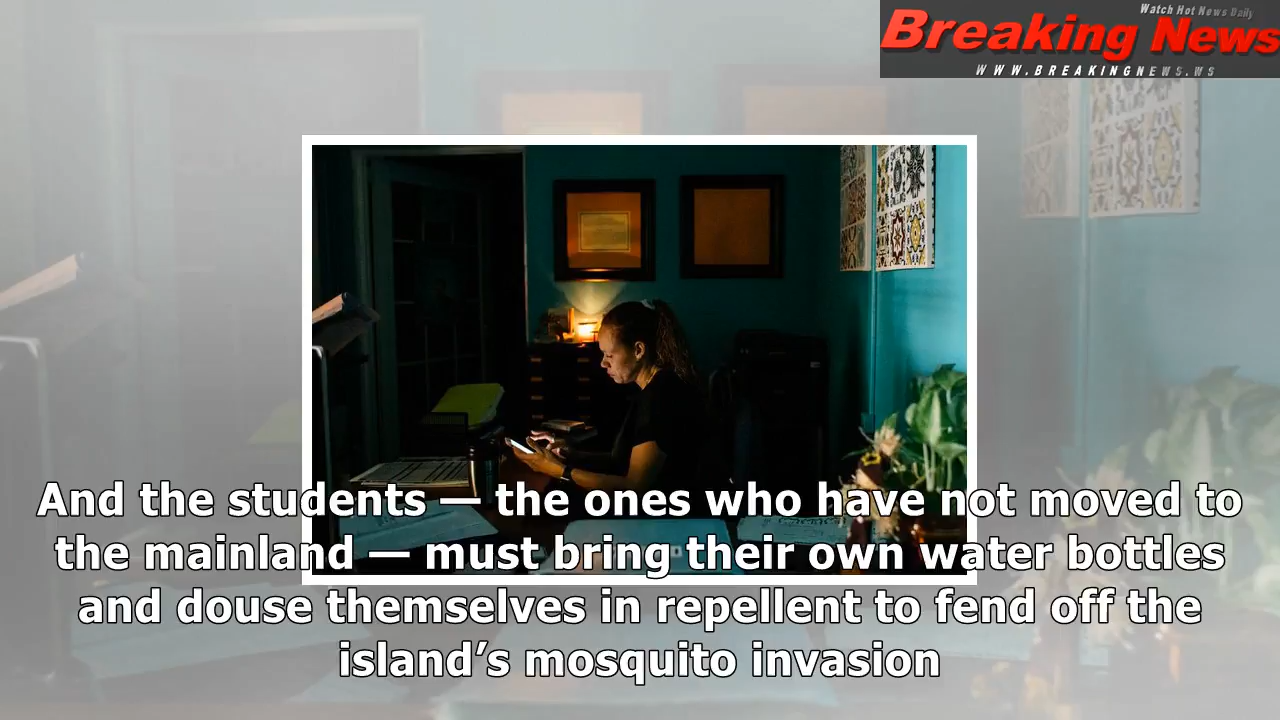 Watch Hot News Daily
Breaking News
WWW.BREAKINGNEWS.WS
And the students — the ones who have not moved to
the mainland — must bring their own water bottles
and douse themselves in repellent to fend off the
island’s mosquito invasion